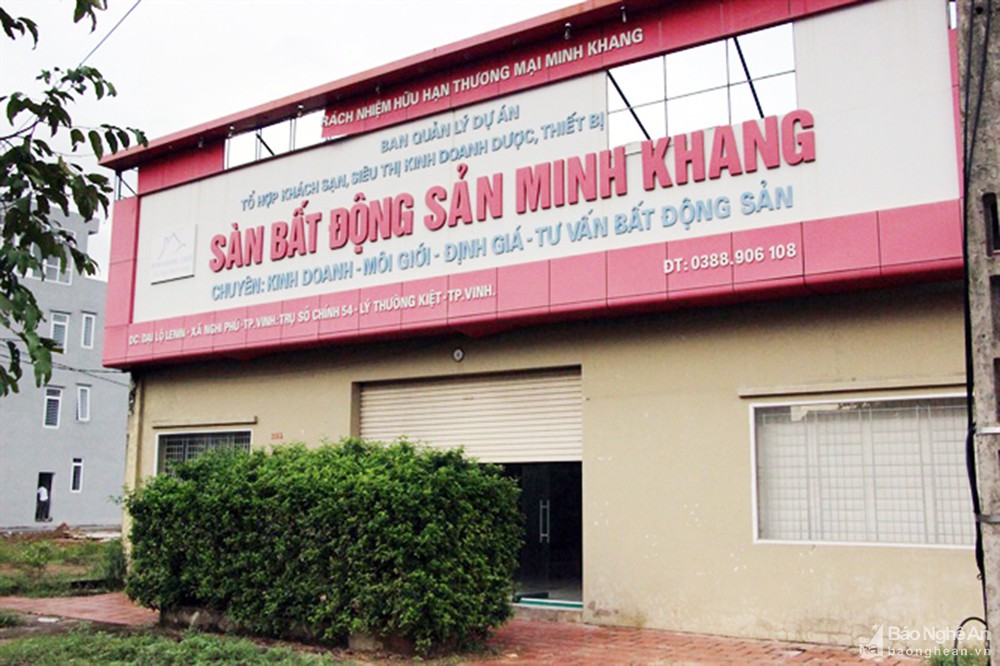 TRÁCH NHIỆM HỮU HẠN THƯƠNG MẠI MINH KHANG
BAN QUẢN LÝ DỰ ÁN
TỔ HỢP KHÁCH SẠN, SIÊU THỊ KINH DOANH DƯỢC, THIẾT BỊ
SÀN BẤT ĐỘNG SẢN MINH KHANG
CHUYÊN: KINH DOANH - MÔI GIỚI - ĐỊNH GIÁ - TƯ VẤN BẤT ĐỘNG SẢN
ĐT: 0388.906 108
ĐC: ĐẠI LỘ LENIN - XÃ NGHI PHÚ - TP.VINH: TRỤ SỞ CHÍNH 54 - LÝ THƯỜNG KIỆT - TP.VINH.
Báo Nghệ An
baonghean.vn